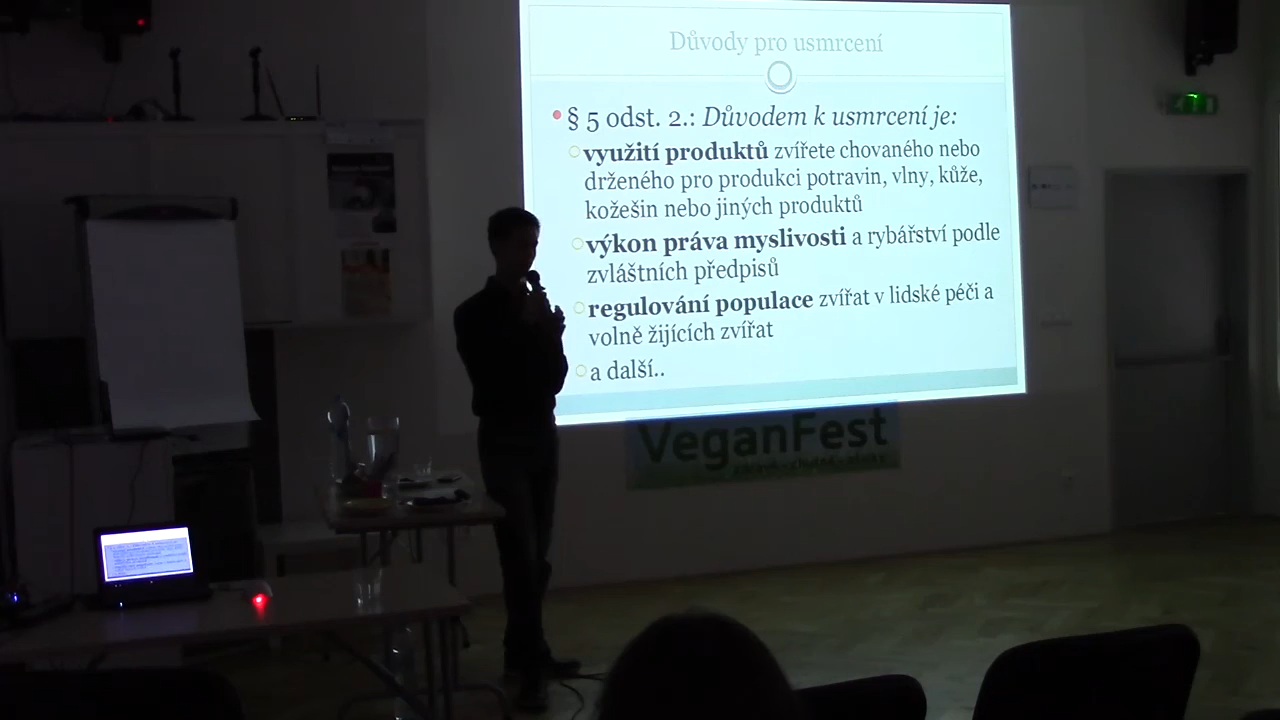 Důvody pro usmrcení
§ 5 odst. 2.: Důvodem k usmrcení je:
využití produktů zvířete chovaného nebo
drženého pro produkci potravin, vlny, kůže,
kožešin nebo jiných produktů
výkon práva myslivosti a rybářství podle
zvláštních předpisů
regulování populace zvířat v lidské péči a
volně žijících zvířat
a další..
VeganFest